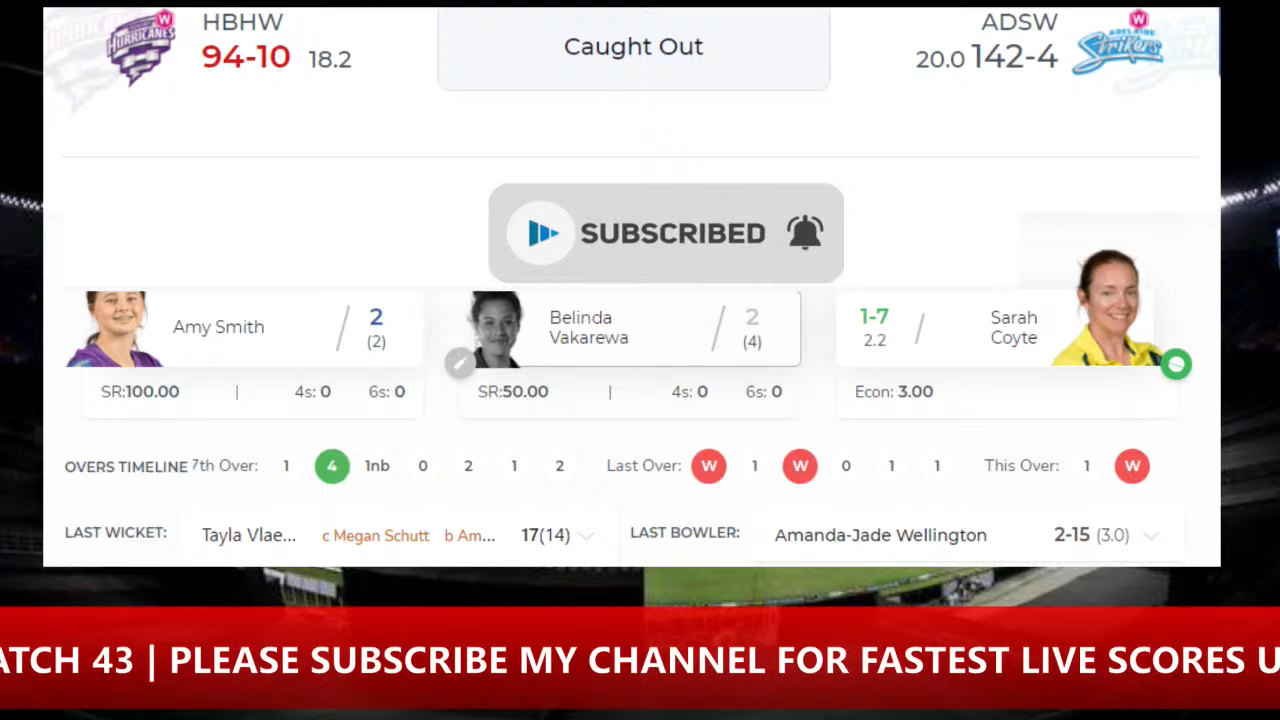 HBHW
94-10 18.2
Caught Out
ADSW
20.0 142-4
HURRICANES
W
ADELAIDE
Strikers
W
SUBSCRIBED
Amy Smith
2
(2)
Belinda
Vakarewa
2
(4)
1-7
2.2
Sarah
Coyte
SR:100.00 | 4s: 0 6s: 0
SR:50.00 | 4s: 0 6s: 0
Econ: 3.00
OVERS TIMELINE 7th Over: 1 4 1nb 0 2 1 2 Last Over: W 1 W 0 1 1 This Over: 1 W
LAST WICKET: Tayla Vlae... c Megan Schutt b Am... 17(14)
LAST BOWLER: Amanda-Jade Wellington 2-15 (3.0)
ATCH 43 | PLEASE SUBSCRIBE MY CHANNEL FOR FASTEST LIVE SCORES U